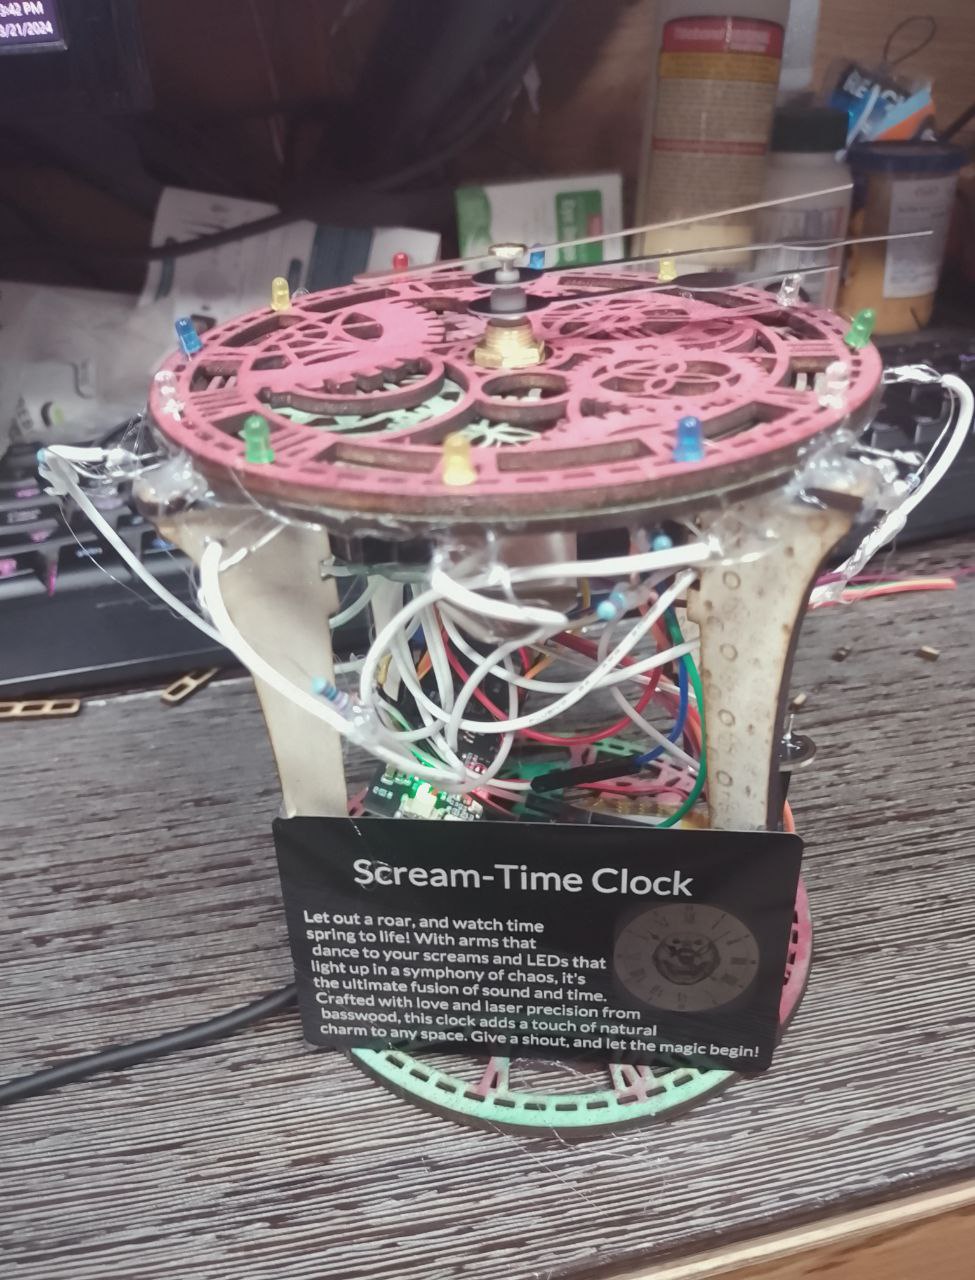 3:42 PM
3/21/2024
Scream-Time Clock
Let out a roar, and watch time
spring to life! With arms that
dance to your screams and LEDs that
light up in a symphony of chaos, it's
the ultimate fusion of sound and time.
Crafted with love and laser precision from
basswood, this clock adds a touch of natural
charm to any space. Give a shout, and let the magic begin!